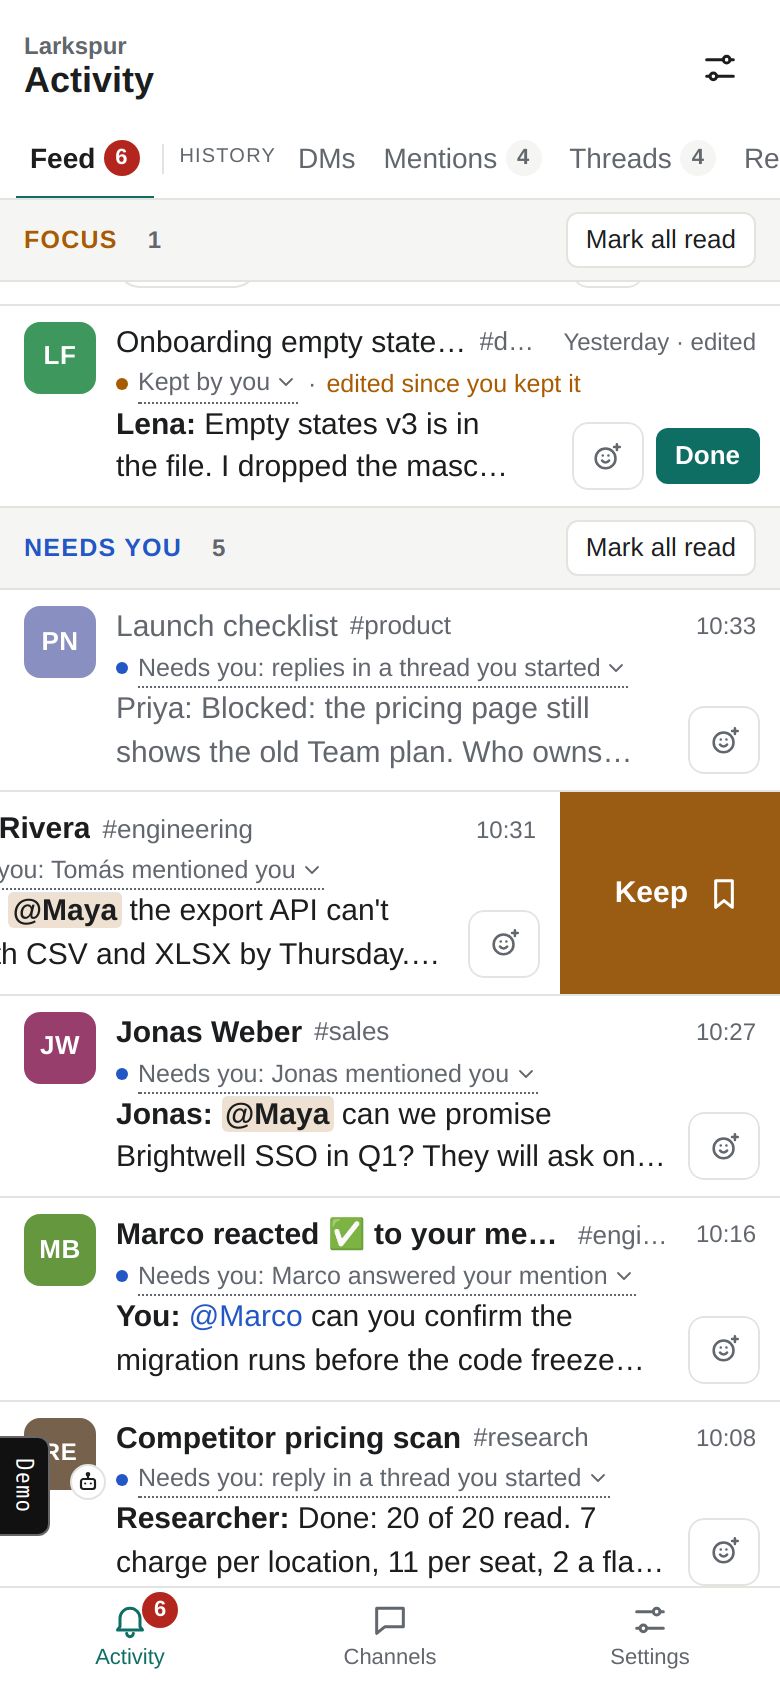 Larkspur
Activity
Feed 6 HISTORY DMs Mentions 4 Threads 4 Re
FOCUS 1 Mark all read
LF Onboarding empty state… #d… Yesterday · edited
Kept by you · edited since you kept it
Lena: Empty states v3 is in
the file. I dropped the masc…
Done
NEEDS YOU 5 Mark all read
PN Launch checklist #product 10:33
Needs you: replies in a thread you started
Priya: Blocked: the pricing page still
shows the old Team plan. Who owns…
Rivera #engineering 10:31
you: Tomás mentioned you
@Maya the export API can't
th CSV and XLSX by Thursday.…
Keep
JW Jonas Weber #sales 10:27
Needs you: Jonas mentioned you
Jonas: @Maya can we promise
Brightwell SSO in Q1? They will ask on…
MB Marco reacted ✅ to your me… #engi… 10:16
Needs you: Marco answered your mention
You: @Marco can you confirm the
migration runs before the code freeze…
RE Competitor pricing scan #research 10:08
Needs you: reply in a thread you started
Researcher: Done: 20 of 20 read. 7
charge per location, 11 per seat, 2 a fla…
Demo
6
Activity Channels Settings